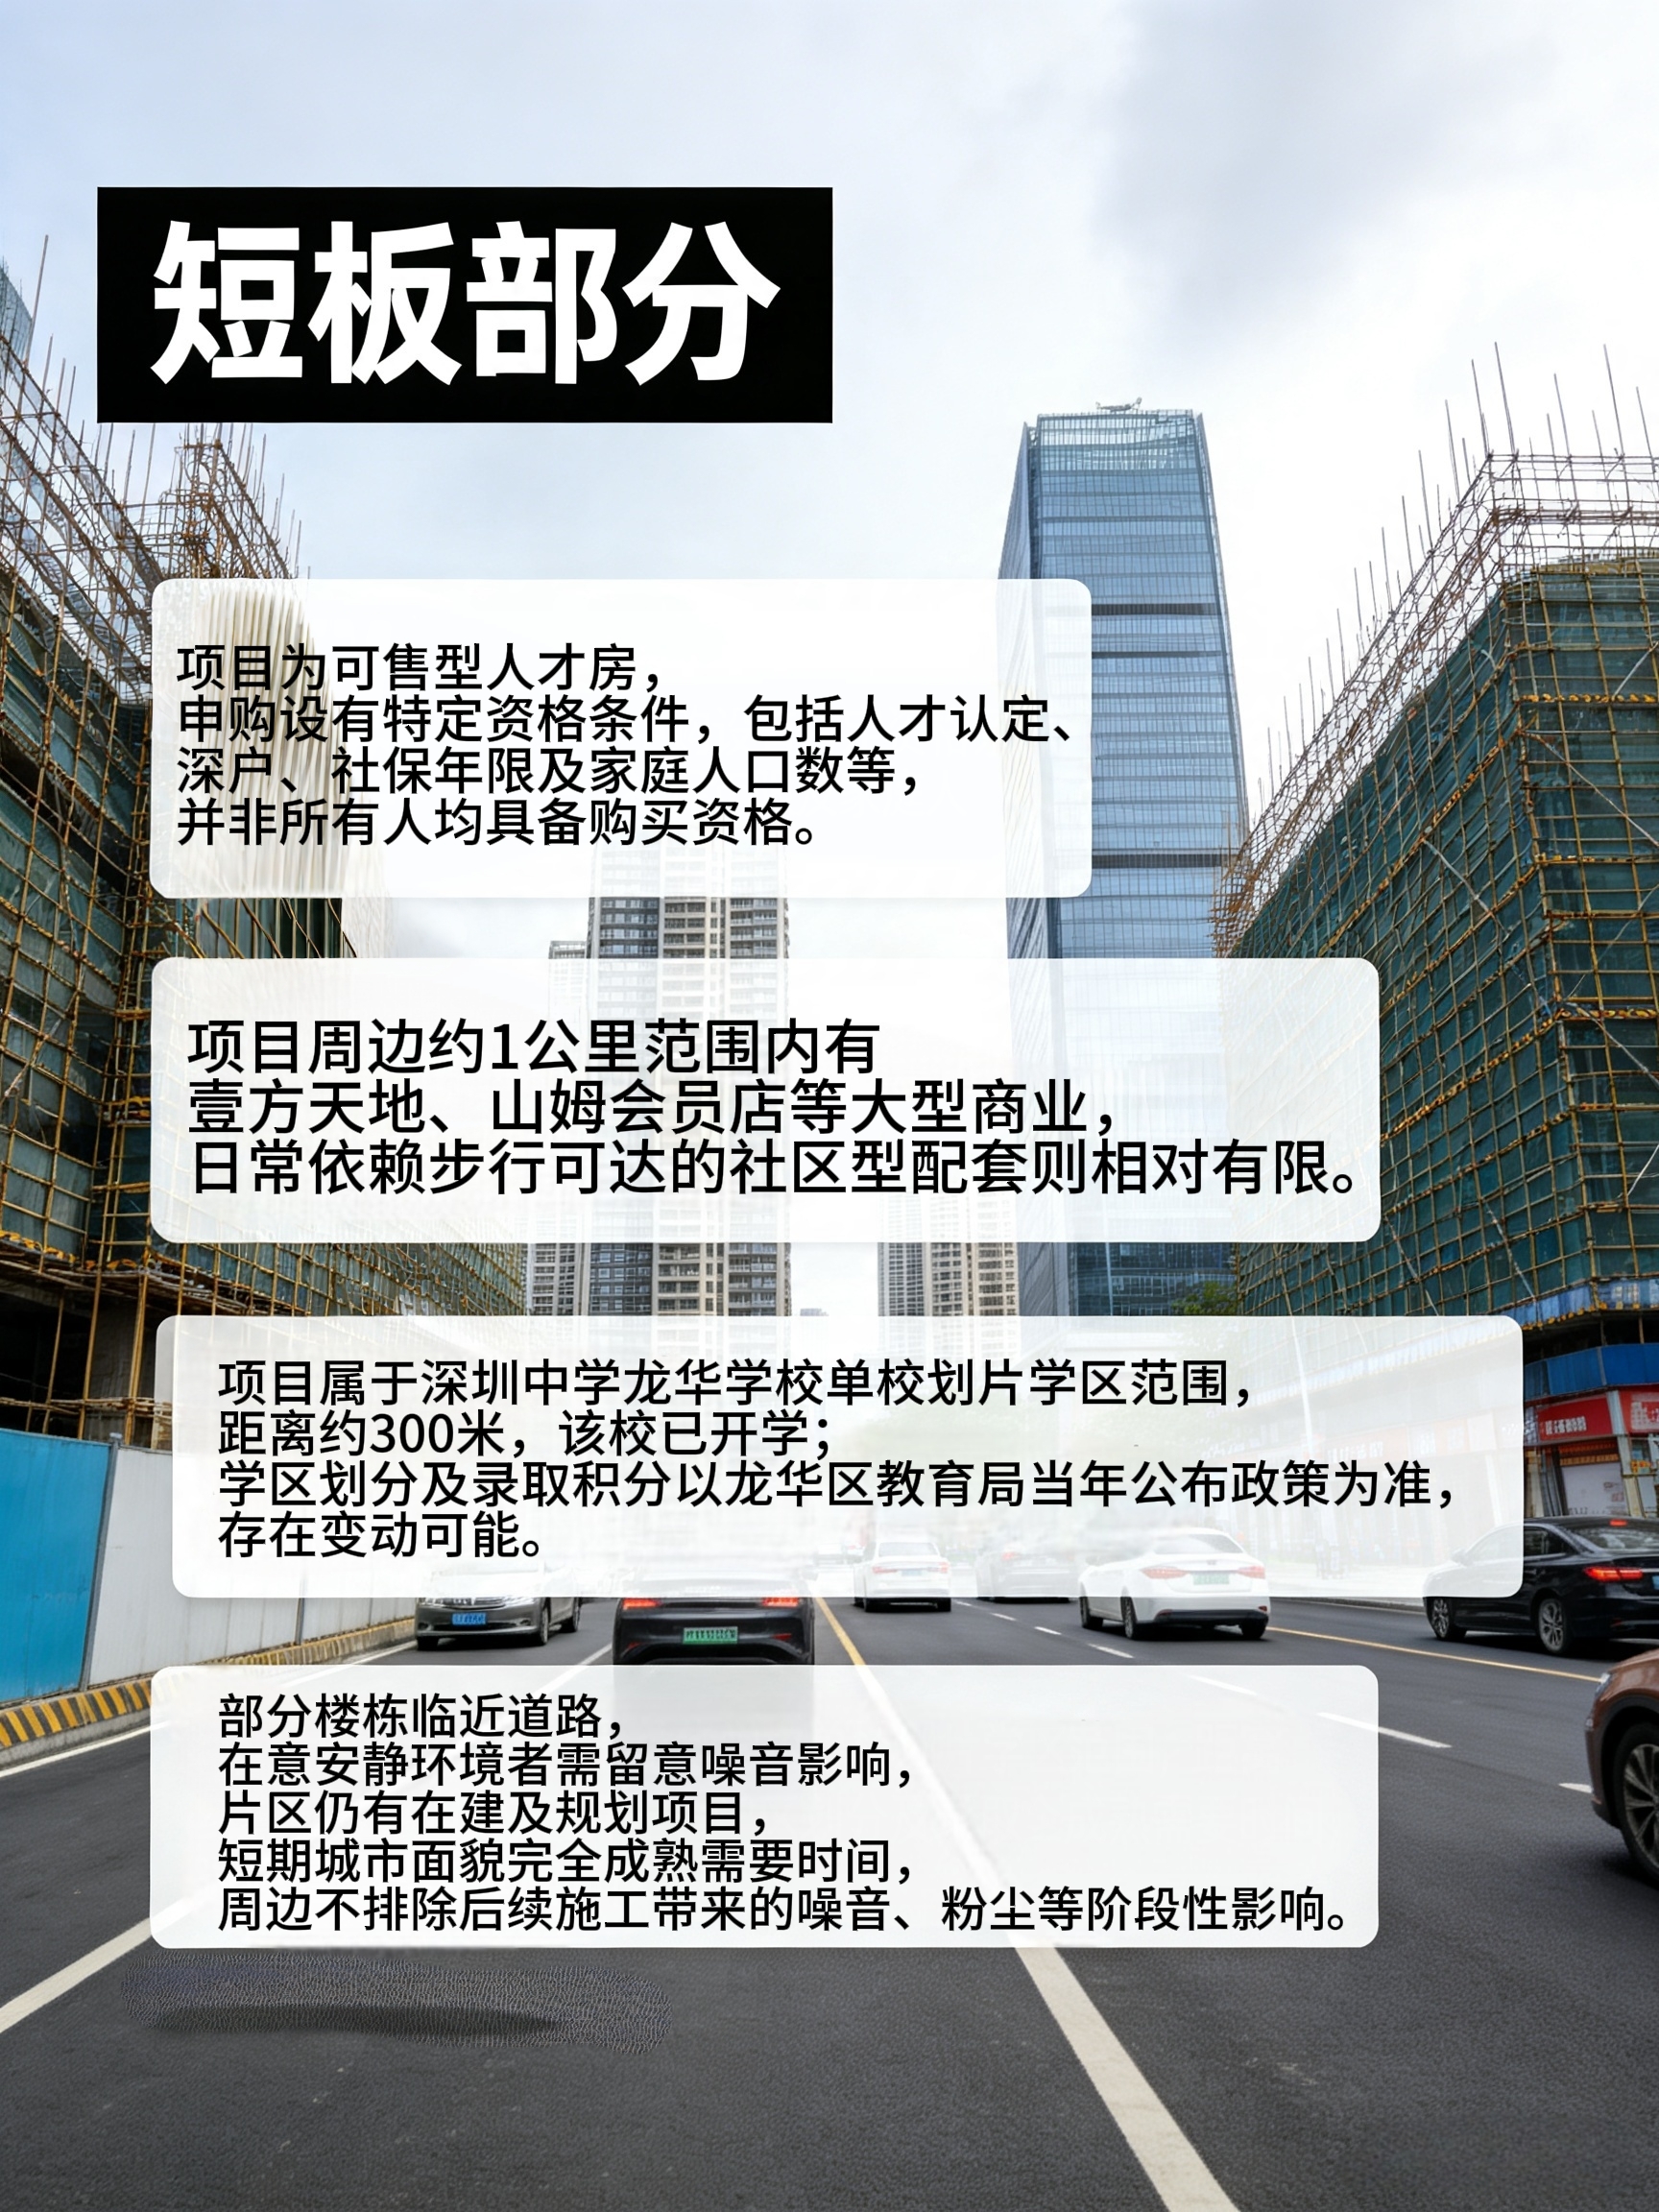 短板部分
项目为可售型人才房，
申购设有特定资格条件，包括人才认定、
深户、社保年限及家庭人口数等，
并非所有人均具备购买资格。
项目周边约1公里范围内有
壹方天地、山姆会员店等大型商业，
日常依赖步行可达的社区型配套则相对有限。
项目属于深圳中学龙华学校单校划片学区范围，
距离约300米，该校已开学；
学区划分及录取积分以龙华区教育局当年公布政策为准，
存在变动可能。
部分楼栋临近道路，
在意安静环境者需留意噪音影响，
片区仍有在建及规划项目，
短期城市面貌完全成熟需要时间，
周边不排除后续施工带来的噪音、粉尘等阶段性影响。